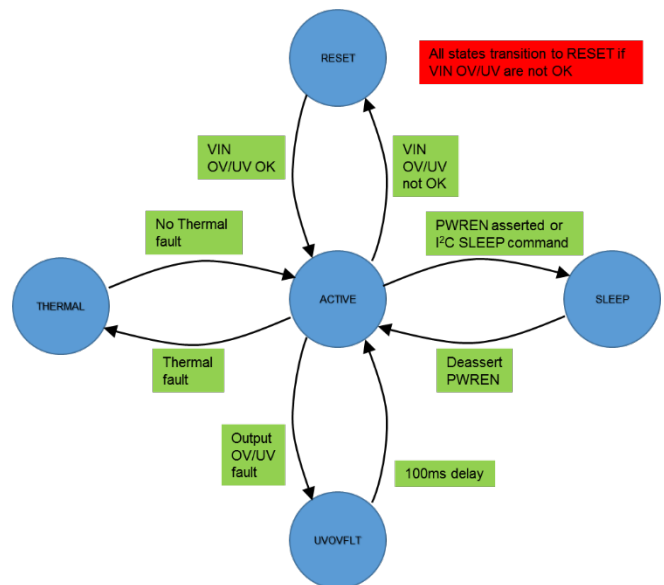 RESET
All states transition to RESET if
VIN OV/UV are not OK
VIN
OV/UV OK
VIN
OV/UV
not OK
No Thermal
fault
PWREN asserted or
I²C SLEEP command
THERMAL
ACTIVE
SLEEP
Thermal
fault
Deassert
PWREN
Output
OV/UV
fault
100ms delay
UVOVFLT